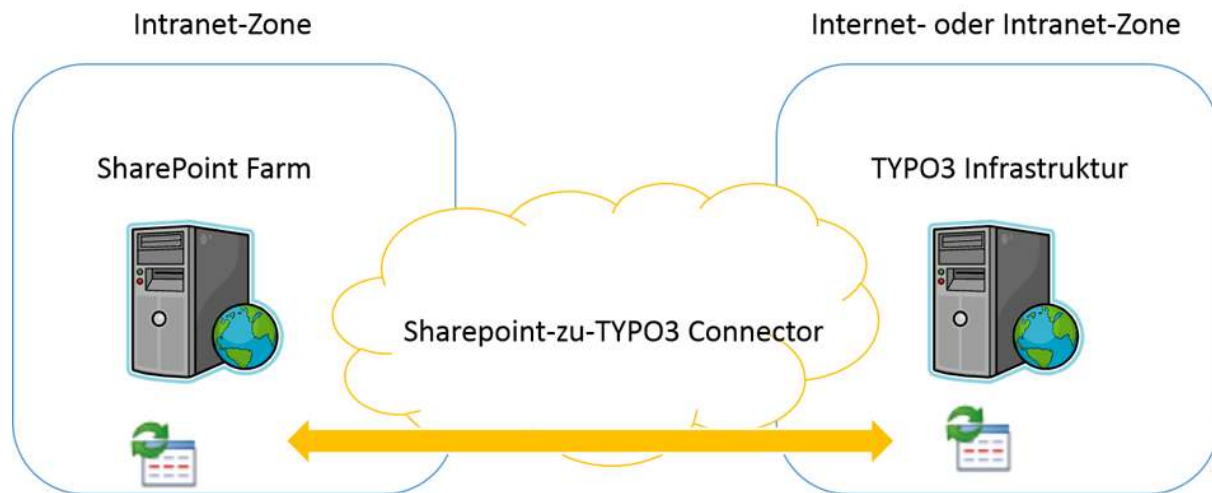 Intranet-Zone
Internet- oder Intranet-Zone
SharePoint Farm
TYPO3 Infrastruktur
Sharepoint-zu-TYPO3 Connector